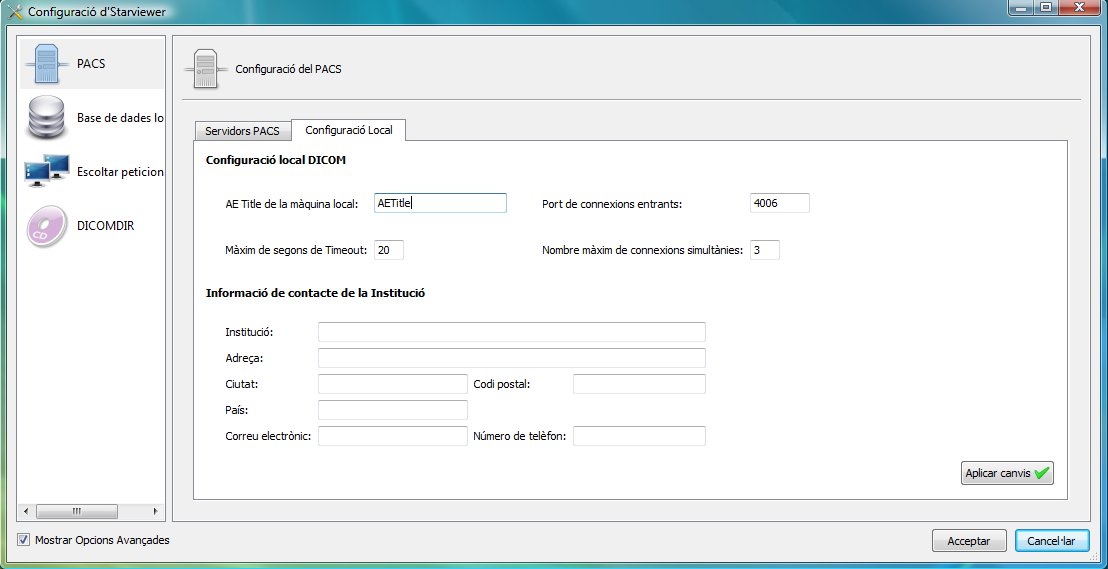 Configuració d'Starviewer
PACS
Base de dades lo
Escoltar peticion
DICOMDIR
Configuració del PACS
Servidors PACS
Configuració Local
Configuració local DICOM
AE Title de la màquina local: AETitle
Port de connexions entrants: 4006
Màxim de segons de Timeout: 20
Nombre màxim de connexions simultànies: 3
Informació de contacte de la Institució
Institució:
Adreça:
Ciutat:
Codi postal:
País:
Correu electrònic:
Número de telèfon:
Aplicar canvis
Mostrar Opcions Avançades
Acceptar
Cancel·lar
CD